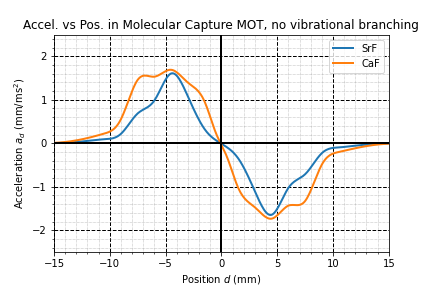 Accel. vs Pos. in Molecular Capture MOT, no vibrational branching
SrF
CaF
Acceleration a_d (mm/ms²)
2
1
0
−1
−2
−15
−10
−5
0
5
10
15
Position d (mm)